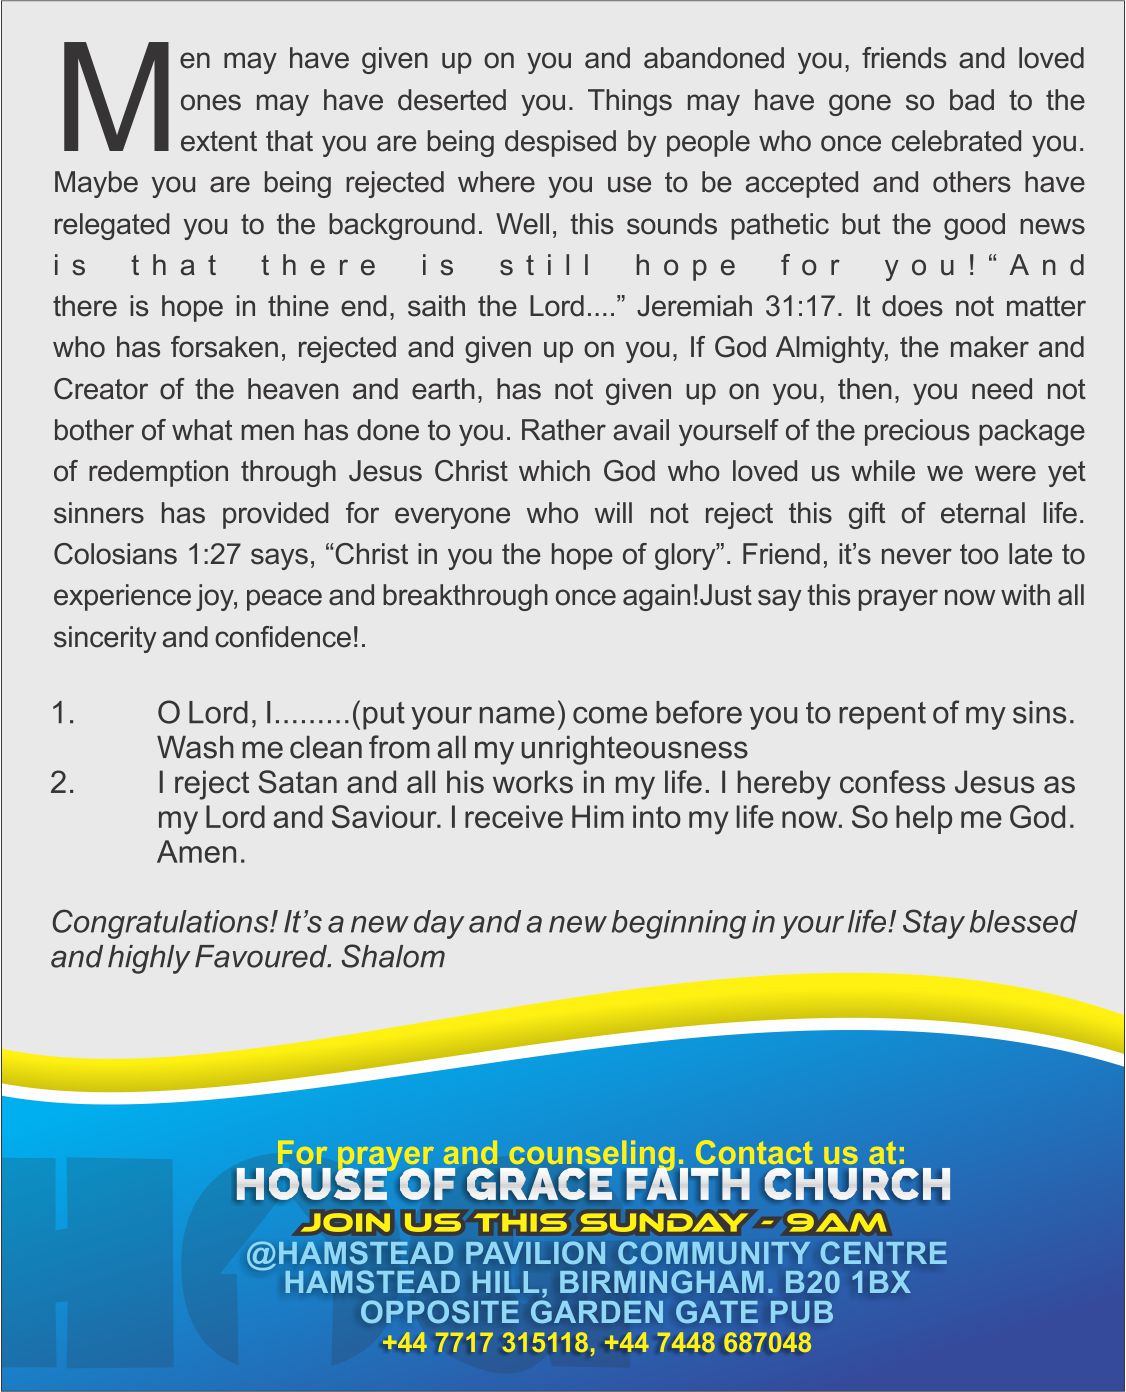 Men may have given up on you and abandoned you, friends and loved
ones may have deserted you. Things may have gone so bad to the
extent that you are being despised by people who once celebrated you.
Maybe you are being rejected where you use to be accepted and others have
relegated you to the background. Well, this sounds pathetic but the good news
is that there is still hope for you!“And
there is hope in thine end, saith the Lord....” Jeremiah 31:17. It does not matter
who has forsaken, rejected and given up on you, If God Almighty, the maker and
Creator of the heaven and earth, has not given up on you, then, you need not
bother of what men has done to you. Rather avail yourself of the precious package
of redemption through Jesus Christ which God who loved us while we were yet
sinners has provided for everyone who will not reject this gift of eternal life.
Colosians 1:27 says, “Christ in you the hope of glory”. Friend, it’s never too late to
experience joy, peace and breakthrough once again!Just say this prayer now with all
sincerity and confidence!.
1. O Lord, I.........(put your name) come before you to repent of my sins.
Wash me clean from all my unrighteousness
2. I reject Satan and all his works in my life. I hereby confess Jesus as
my Lord and Saviour. I receive Him into my life now. So help me God.
Amen.
Congratulations! It’s a new day and a new beginning in your life! Stay blessed
and highly Favoured. Shalom
For prayer and counseling. Contact us at:
HOUSE OF GRACE FAITH CHURCH
JOIN US THIS SUNDAY - 9AM
@HAMSTEAD PAVILION COMMUNITY CENTRE
HAMSTEAD HILL, BIRMINGHAM. B20 1BX
OPPOSITE GARDEN GATE PUB
+44 7717 315118, +44 7448 687048